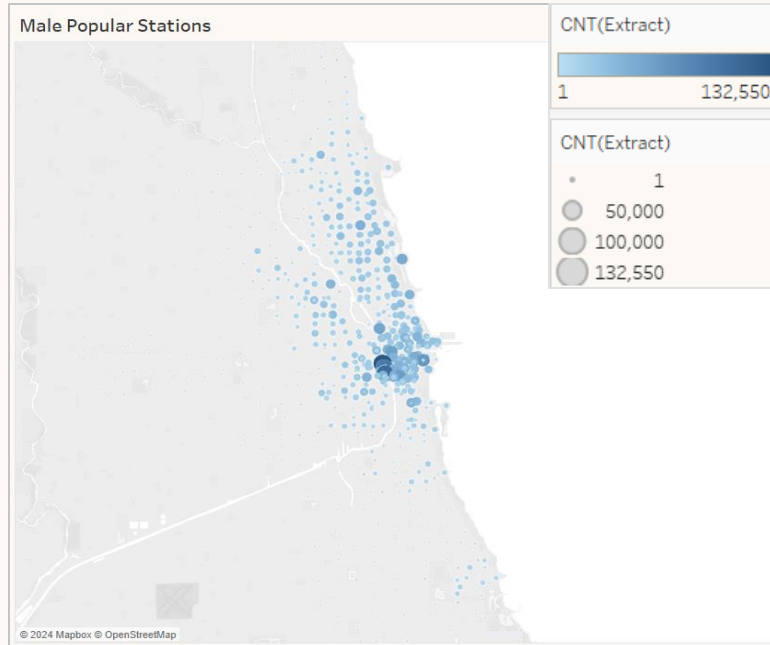 Male Popular Stations
CNT(Extract)
1 132,550
CNT(Extract)
1
50,000
100,000
132,550
© 2024 Mapbox © OpenStreetMap